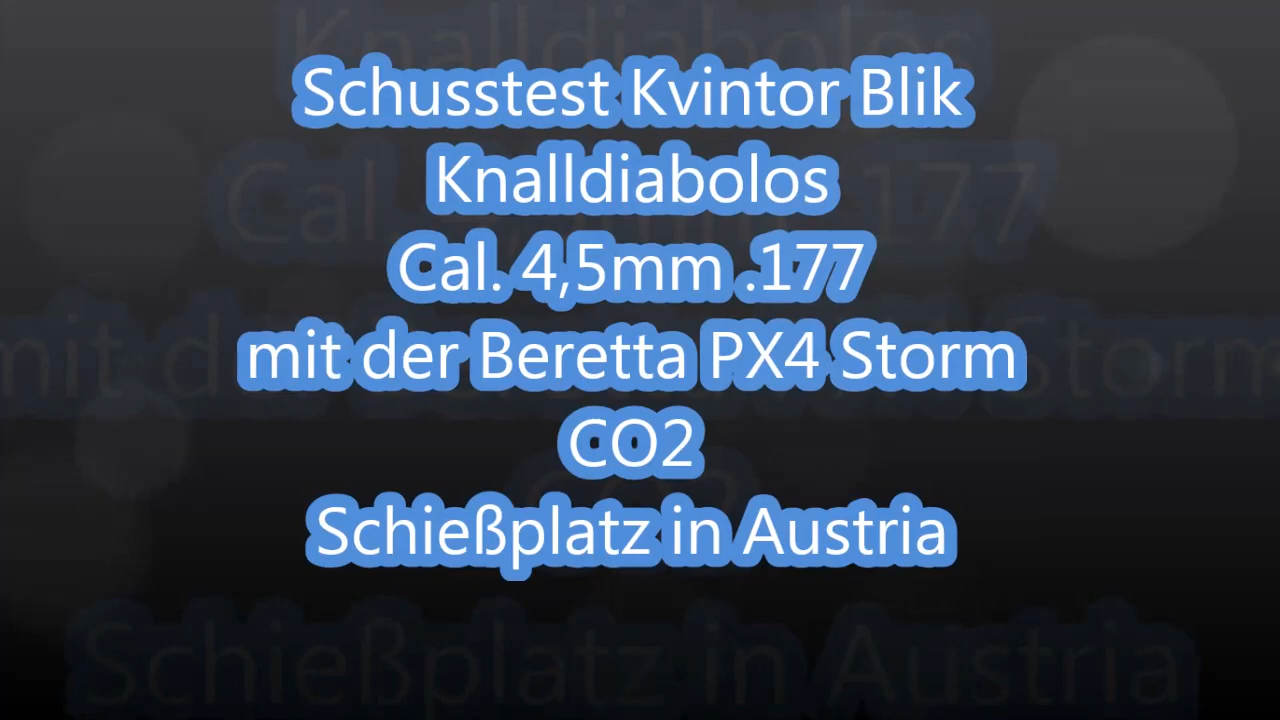 Schusstest Kvintor Blik
Knalldiabolos
Cal. 4,5mm .177
mit der Beretta PX4 Storm
CO2
Schießplatz in Austria